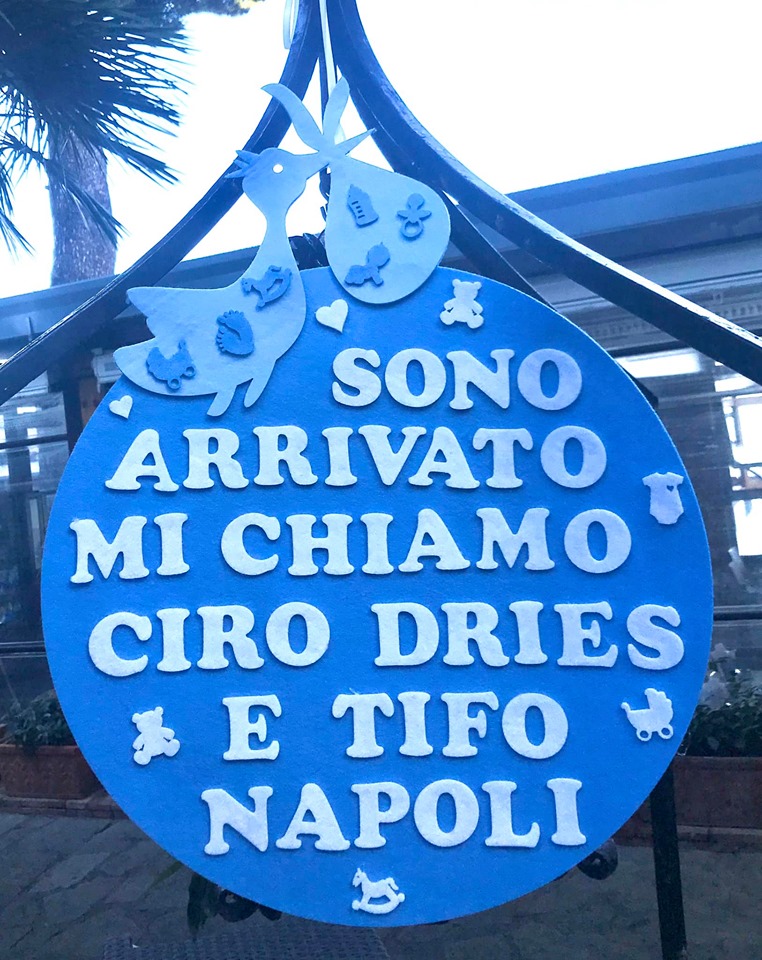 SONO
ARRIVATO
MI CHIAMO
CIRO DRIES
E TIFO
NAPOLI